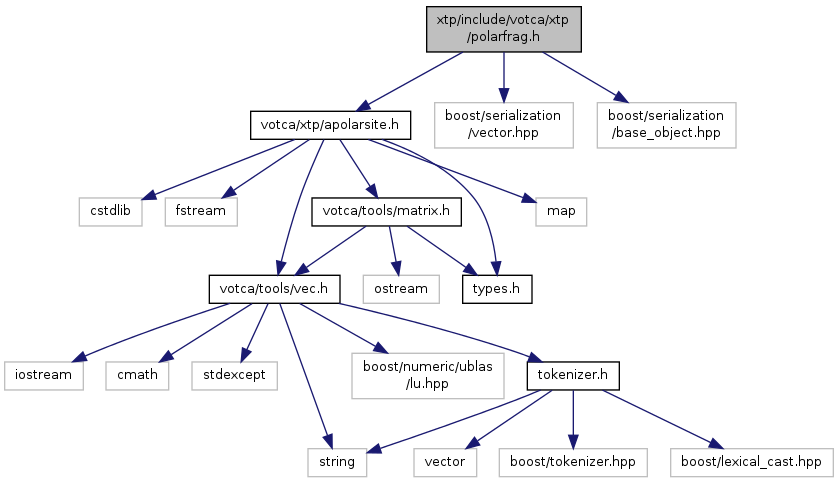 xtp/include/votca/xtp
/polarfrag.h
votca/xtp/apolarsite.h
boost/serialization
/vector.hpp
boost/serialization
/base_object.hpp
cstdlib
fstream
votca/tools/matrix.h
map
votca/tools/vec.h
ostream
types.h
iostream
cmath
stdexcept
boost/numeric/ublas
/lu.hpp
tokenizer.h
string
vector
boost/tokenizer.hpp
boost/lexical_cast.hpp